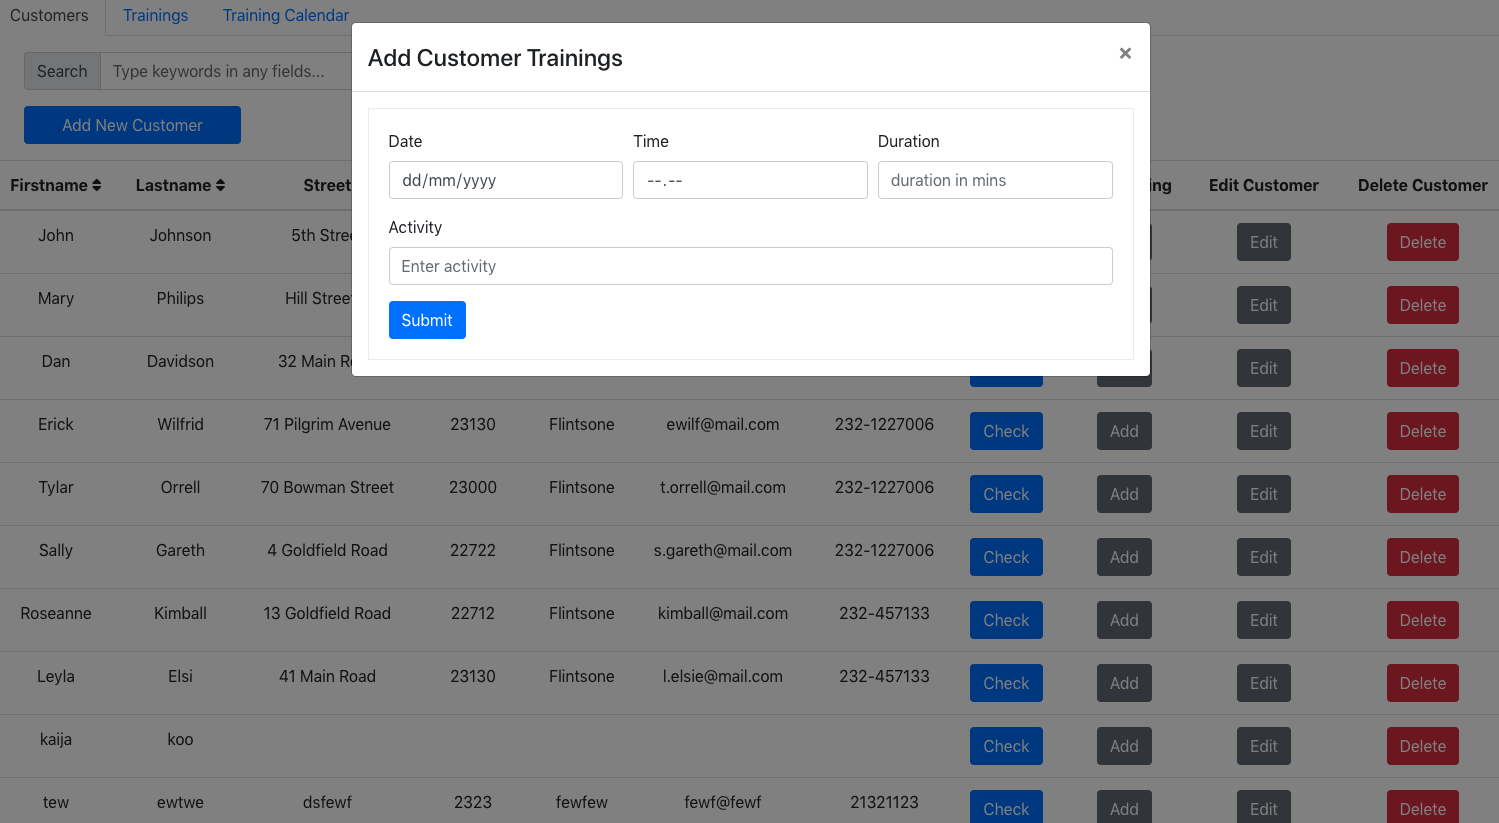 Customers Trainings Training Calendar
Add Customer Trainings ×
Search Type keywords in any fields...
Add New Customer
Date Time Duration
dd/mm/yyyy --.-- duration in mins
Activity
Enter activity
Submit
Firstname Lastname Street Edit Customer Delete Customer
John Johnson 5th Edit Delete
Mary Philips Hill Street Edit Delete
Dan Davidson 32 Main Edit Delete
Erick Wilfrid 71 Pilgrim Avenue 23130 Flintsone ewilf@mail.com 232-1227006 Check Add Edit Delete
Tylar Orrell 70 Bowman Street 23000 Flintsone t.orrell@mail.com 232-1227006 Check Add Edit Delete
Sally Gareth 4 Goldfield Road 22722 Flintsone s.gareth@mail.com 232-1227006 Check Add Edit Delete
Roseanne Kimball 13 Goldfield Road 22712 Flintsone kimball@mail.com 232-457133 Check Add Edit Delete
Leyla Elsi 41 Main Road 23130 Flintsone l.elsie@mail.com 232-457133 Check Add Edit Delete
kaija koo Check Add Edit Delete
tew ewtwe dsfewf 2323 fewfew fewf@fewf 21321123 Check Add Edit Delete